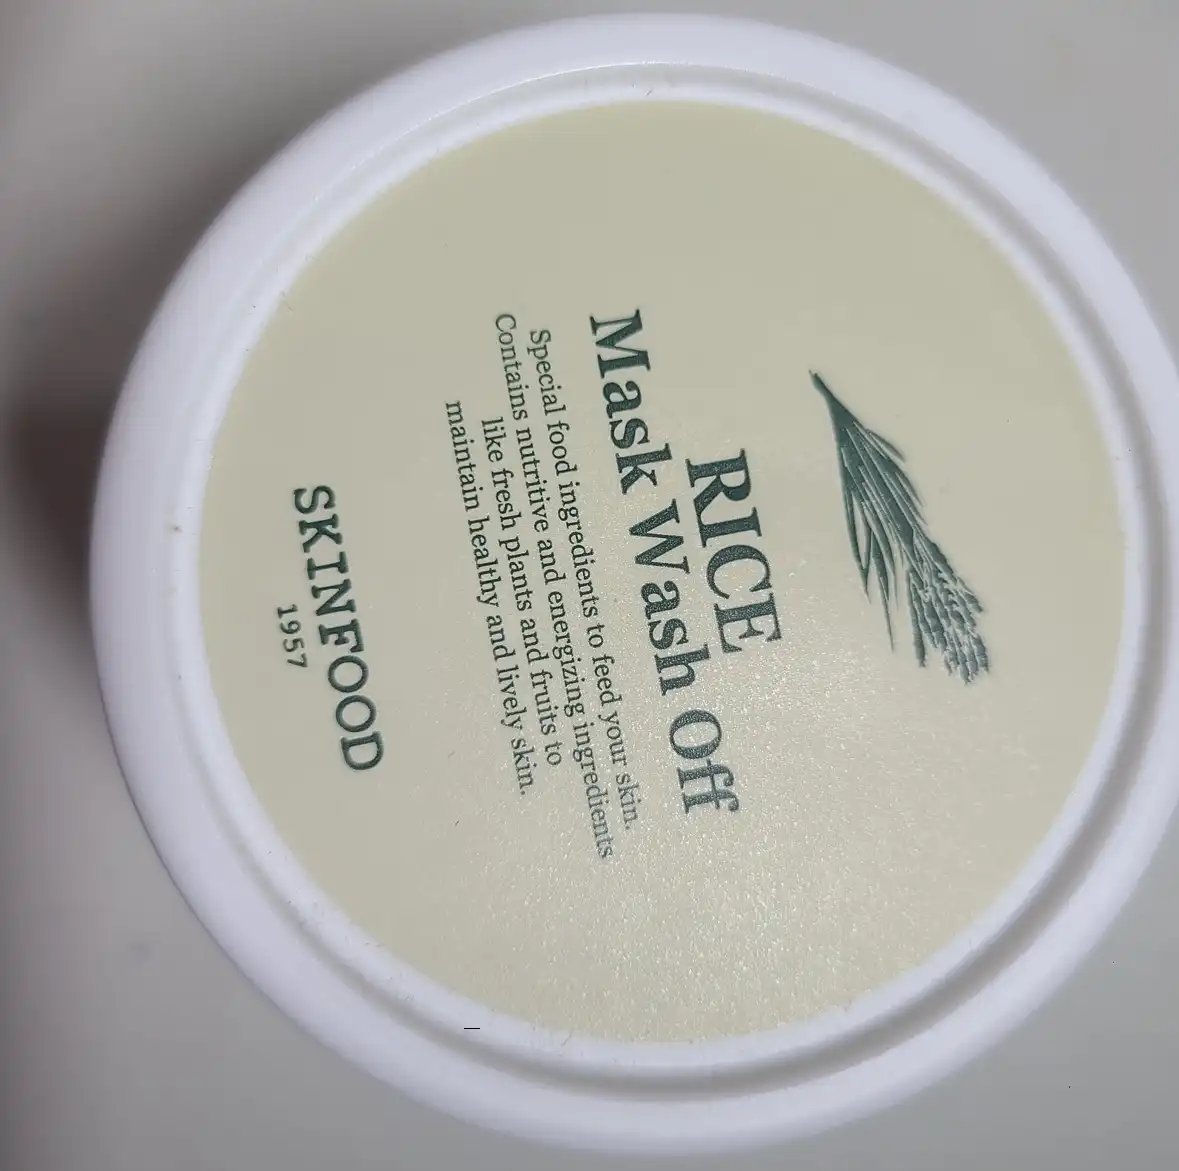 RICE
Mask Wash Off
Special food ingredients to feed your skin.
Contains nutritive and energizing ingredients
like fresh plants and fruits to
maintain healthy and lively skin.
SKINFOOD
1957